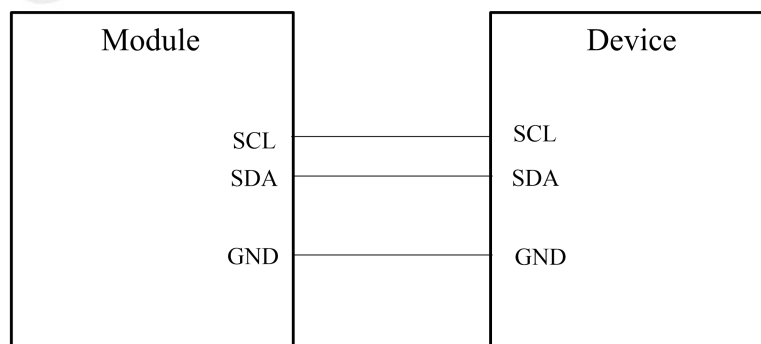 Module
Device
SCL
SCL
SDA
SDA
GND
GND